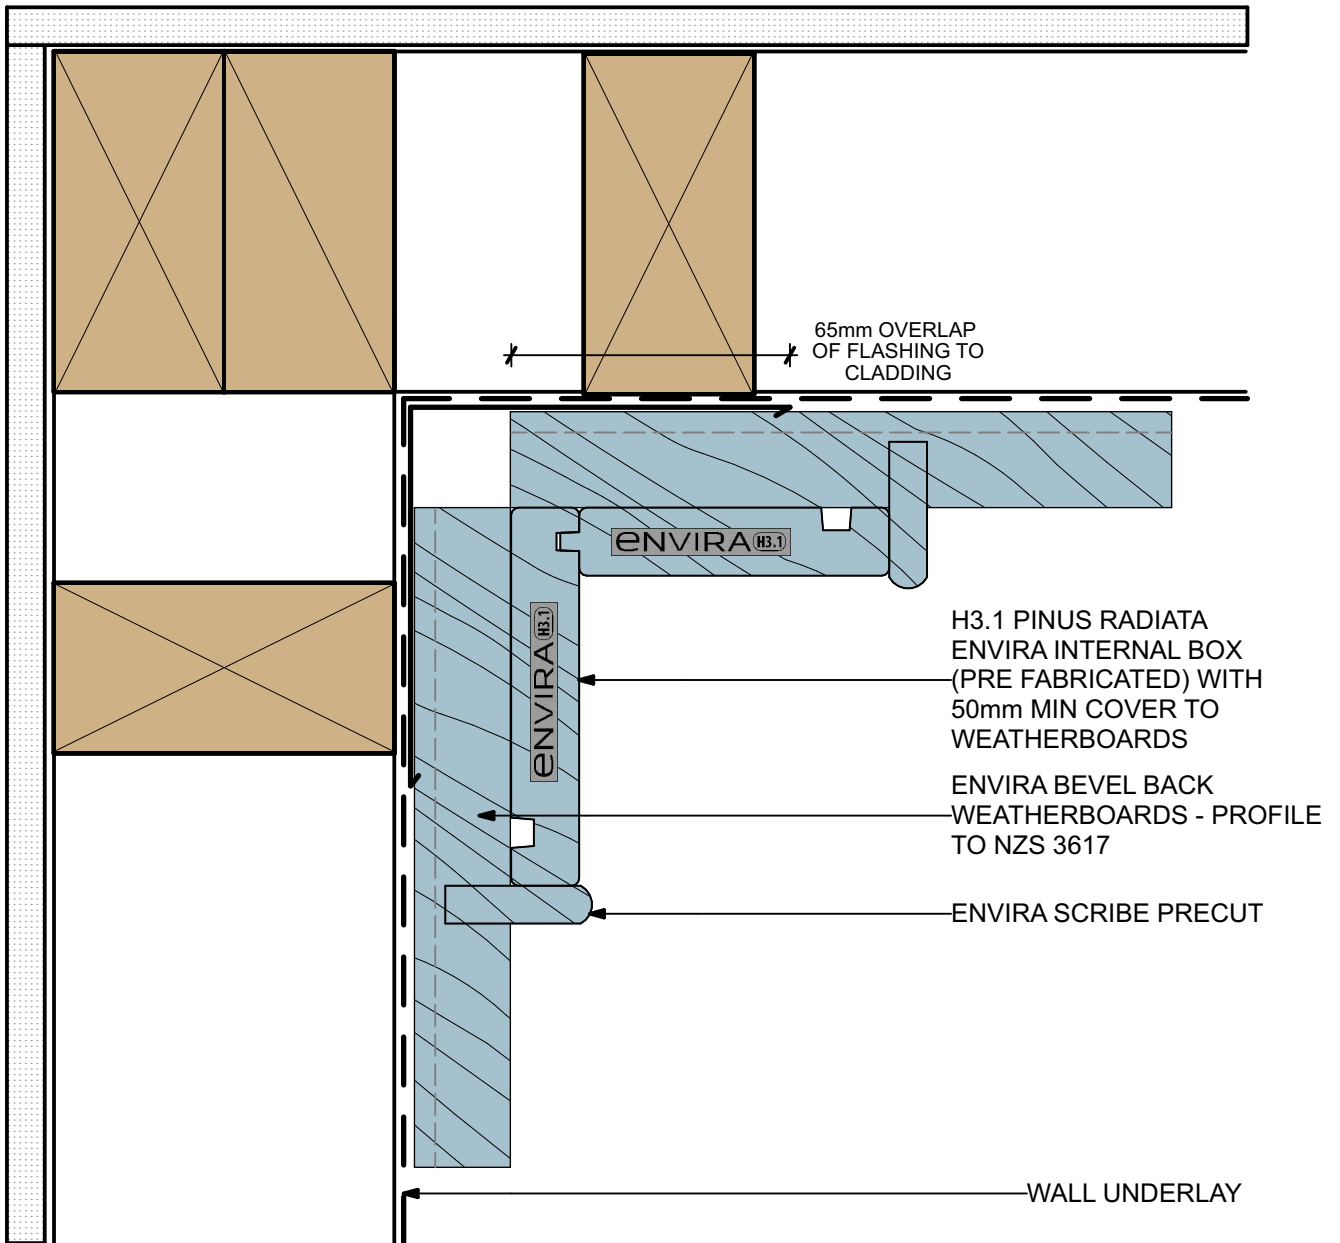 65mm OVERLAP
OF FLASHING TO
CLADDING
eNVIRA H3.1
eNVIRA H3.1
H3.1 PINUS RADIATA
ENVIRA INTERNAL BOX
(PRE FABRICATED) WITH
50mm MIN COVER TO
WEATHERBOARDS
ENVIRA BEVEL BACK
WEATHERBOARDS - PROFILE
TO NZS 3617
ENVIRA SCRIBE PRECUT
WALL UNDERLAY